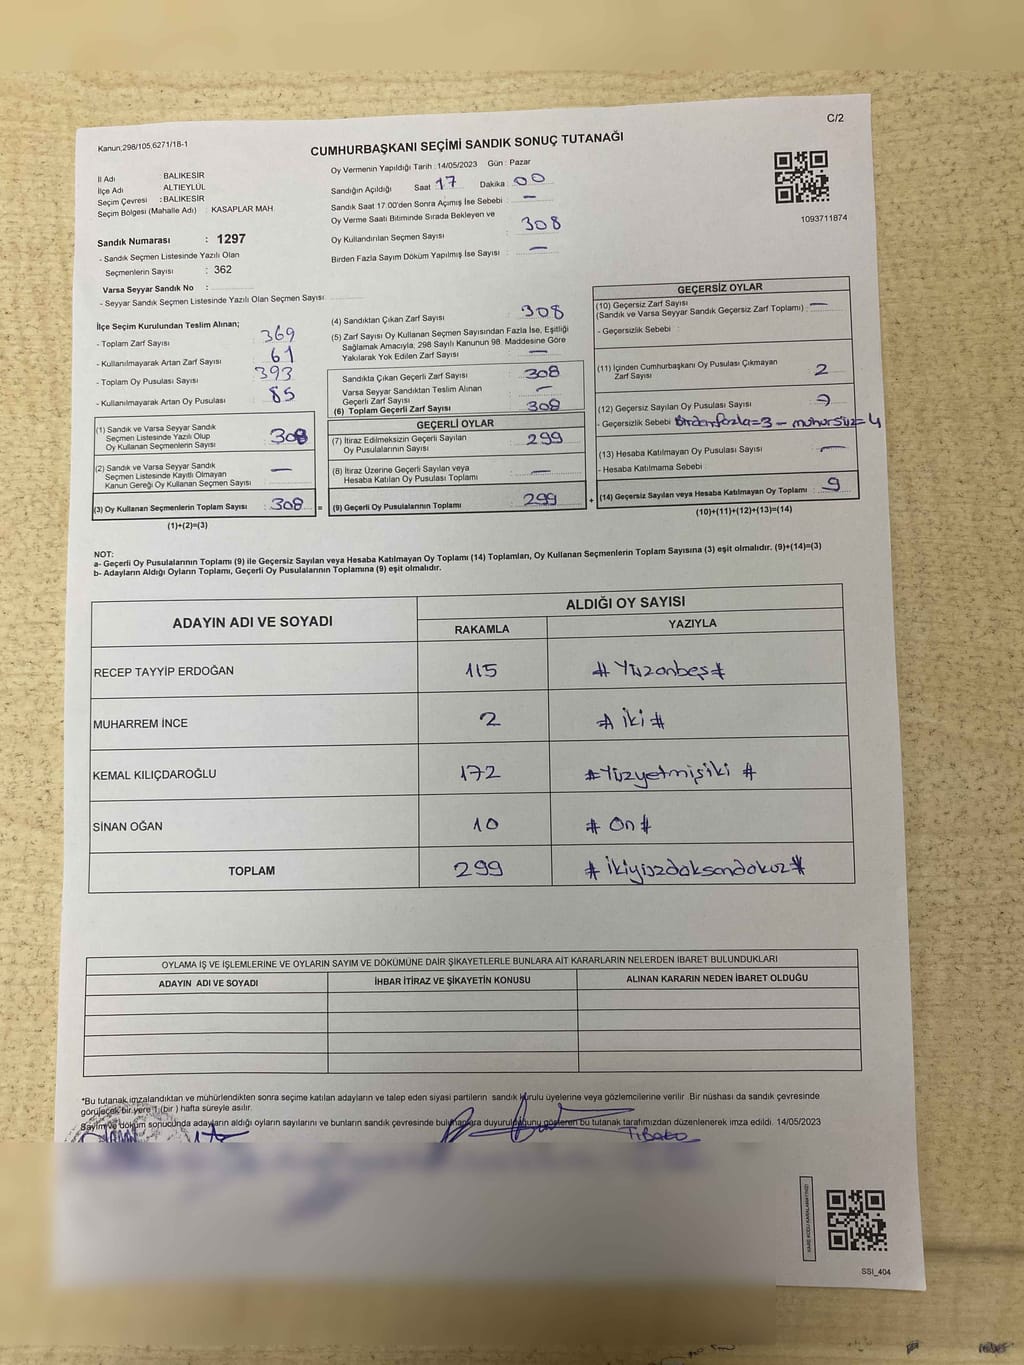 C/2
Kanun:298/105,6271/18-1
CUMHURBAŞKANI SEÇİMİ SANDIK SONUÇ TUTANAĞI
İl Adı BALIKESİR
İlçe Adı ALTIEYLÜL
Seçim Çevresi : BALIKESİR
Seçim Bölgesi (Mahalle Adı) : KASAPLAR MAH.
Sandık Numarası : 1297
- Sandık Seçmen Listesinde Yazılı Olan
Seçmenlerin Sayısı : 362
Varsa Seyyar Sandık No :
- Seyyar Sandık Seçmen Listesinde Yazılı Olan Seçmen Sayısı
Oy Vermenin Yapıldığı Tarih : 14/05/2023 Gün : Pazar
Sandığın Açıldığı Saat 17 Dakika : 00
Sandık Saat 17:00'den Sonra Açılmış İse Sebebi : —
Oy Verme Saati Bitiminde Sırada Bekleyen ve
Oy Kullandırılan Seçmen Sayısı : 308
Birden Fazla Sayım Döküm Yapılmış İse Sayısı : —
1093711874
İlçe Seçim Kurulundan Teslim Alınan;
- Toplam Zarf Sayısı : 369
- Kullanılmayarak Artan Zarf Sayısı : 61
- Toplam Oy Pusulası Sayısı : 393
- Kullanılmayarak Artan Oy Pusulası : 85
(1) Sandık ve Varsa Seyyar Sandık
Seçmen Listesinde Yazılı Olup
Oy Kullanan Seçmenlerin Sayısı : 308
(2) Sandık ve Varsa Seyyar Sandık
Seçmen Listesinde Kayıtlı Olmayan
Kanun Gereği Oy Kullanan Seçmen Sayısı : —
(3) Oy Kullanan Seçmenlerin Toplam Sayısı : 308 =
(1)+(2)=(3)
(4) Sandıktan Çıkan Zarf Sayısı : 308
(5) Zarf Sayısı Oy Kullanan Seçmen Sayısından Fazla İse, Eşitliği
Sağlamak Amacıyla, 298 Sayılı Kanunun 98. Maddesine Göre
Yakılarak Yok Edilen Zarf Sayısı : —
Sandıkta Çıkan Geçerli Zarf Sayısı : 308
Varsa Seyyar Sandıktan Teslim Alınan
Geçerli Zarf Sayısı : —
(6) Toplam Geçerli Zarf Sayısı : 308
GEÇERLİ OYLAR
(7) İtiraz Edilmeksizin Geçerli Sayılan
Oy Pusulasının Sayısı : 299
(8) İtiraz Üzerine Geçerli Sayılan veya
Hesaba Katılan Oy Pusulası Toplamı : —
(9) Geçerli Oy Pusulalarının Toplamı : 299 +
GEÇERSİZ OYLAR
(10) Geçersiz Zarf Sayısı : —
(Sandık ve Varsa Seyyar Sandık Geçersiz Zarf Toplamı)
- Geçersizlik Sebebi :
(11) İçinden Cumhurbaşkanı Oy Pusulası Çıkmayan
Zarf Sayısı : 2
(12) Geçersiz Sayılan Oy Pusulası Sayısı : 7
- Geçersizlik Sebebi Birdenfazla=3 - mühürsüz=4
(13) Hesaba Katılmayan Oy Pusulası Sayısı : —
- Hesaba Katılmama Sebebi :
(14) Geçersiz Sayılan veya Hesaba Katılmayan Oy Toplamı : 9
(10)+(11)+(12)+(13)=(14)
NOT:
a- Geçerli Oy Pusulalarının Toplamı (9) ile Geçersiz Sayılan veya Hesaba Katılmayan Oy Toplamı (14) Toplamları, Oy Kullanan Seçmenlerin Toplam Sayısına (3) eşit olmalıdır. (9)+(14)=(3)
b- Adayların Aldığı Oyların Toplamı, Geçerli Oy Pusulalarının Toplamına (9) eşit olmalıdır.
ADAYIN ADI VE SOYADI ALDIĞI OY SAYISI
RAKAMLA YAZIYLA
RECEP TAYYİP ERDOĞAN 115 # Yüzonbeş #
MUHARREM İNCE 2 # iki #
KEMAL KILIÇDAROĞLU 172 # Yüzyetmişiki #
SİNAN OĞAN 10 # On #
TOPLAM 299 # ikiyüzdoksandokuz #
OYLAMA İŞ VE İŞLEMLERİNE VE OYLARIN SAYIM VE DÖKÜMÜNE DAİR ŞİKAYETLERLE BUNLARA AİT KARARLARIN NELERDEN İBARET BULUNDUKLARI
ADAYIN ADI VE SOYADI İHBAR İTİRAZ VE ŞİKAYETİN KONUSU ALINAN KARARIN NEDEN İBARET OLDUĞU
*Bu tutanak imzalandıktan ve mühürlendikten sonra seçime katılan adayların ve talep eden siyasi partilerin sandık kurulu üyelerine veya gözlemcilerine verilir .Bir nüshası da sandık çevresinde
görülecek bir yere 1 (bir ) hafta süreyle asılır.
Sayım ve döküm sonucunda adayların aldığı oyların sayılarını ve bunların sandık çevresinde bulunanlara duyurulduğunu gösteren bu tutanak tarafımızdan düzenlenerek imza edildi. 14/05/2023
SSI_404